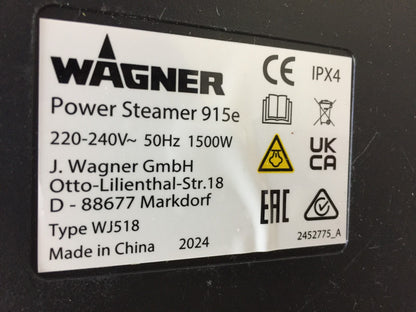 WAGNER
CE IPX4
Power Steamer 915e
220-240V~ 50Hz 1500W
UK
CA
J. Wagner GmbH
Otto-Lilienthal-Str.18
D - 88677 Markdorf
EAC
Type WJ518
Made in China 2024
2452775_A